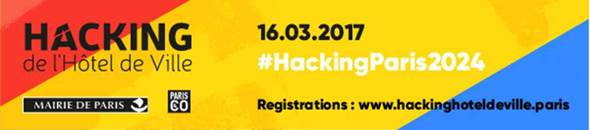 HACKING
de l'Hôtel de Ville
MAIRIE DE PARIS
PARIS
&CO
16.03.2017
#HackingParis2024
Registrations : www.hackinghoteldeville.paris